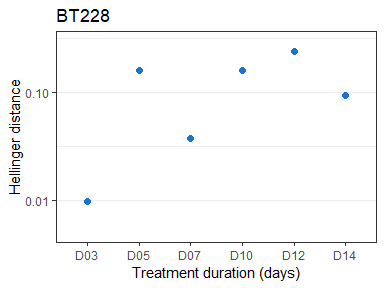 BT228
Hellinger distance
0.10
0.01
D03 D05 D07 D10 D12 D14
Treatment duration (days)